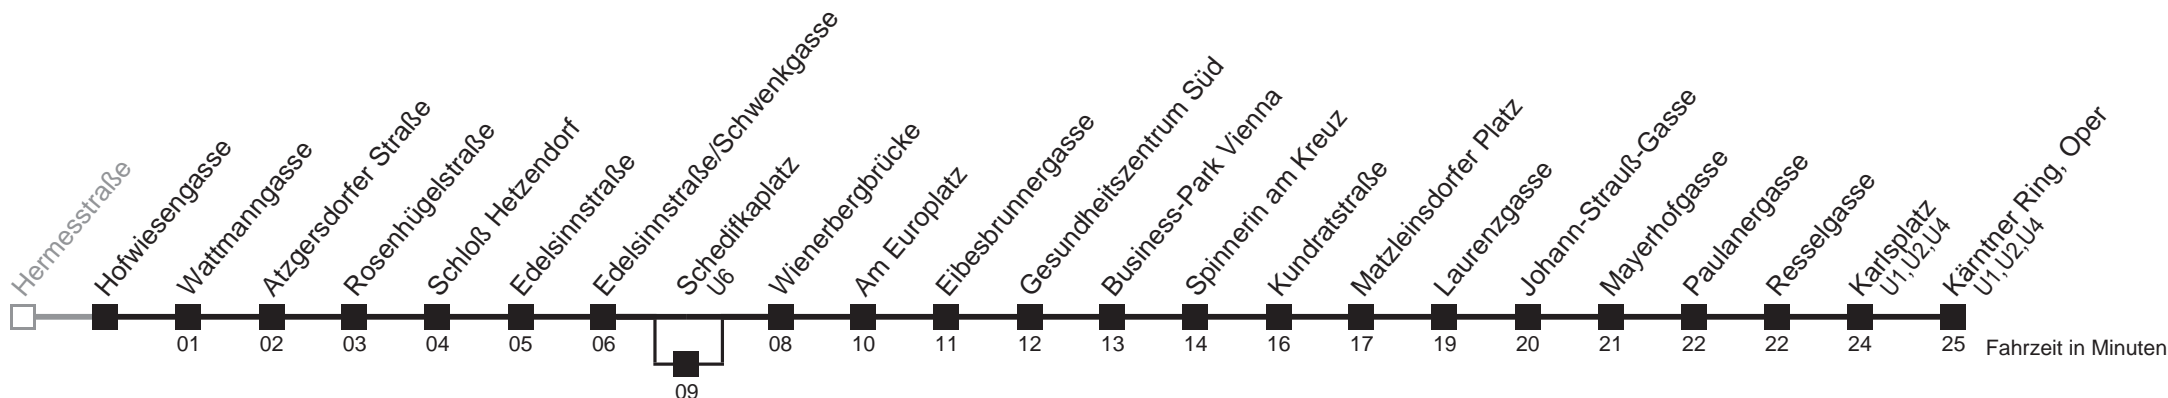 Hermesstraße
Hofwiesengasse
Wattmanngasse
Atzgersdorfer Straße
Rosenhügelstraße
Schloß Hetzendorf
Edelsinnstraße
Edelsinnstraße/Schwenkgasse
Schedifkaplatz
U6
Wienerbergbrücke
Am Europlatz
Eibesbrunnergasse
Gesundheitszentrum Süd
Business-Park Vienna
Spinnerin am Kreuz
Kundratstraße
Matzleinsdorfer Platz
Laurenzgasse
Johann-Strauß-Gasse
Mayerhofgasse
Paulanergasse
Resselgasse
Karlsplatz
U1,U2,U4
Kärntner Ring, Oper
U1,U2,U4
01 02 03 04 05 06 08 10 11 12 13 14 16 17 19 20 21 22 22 24 25 Fahrzeit in Minuten
09